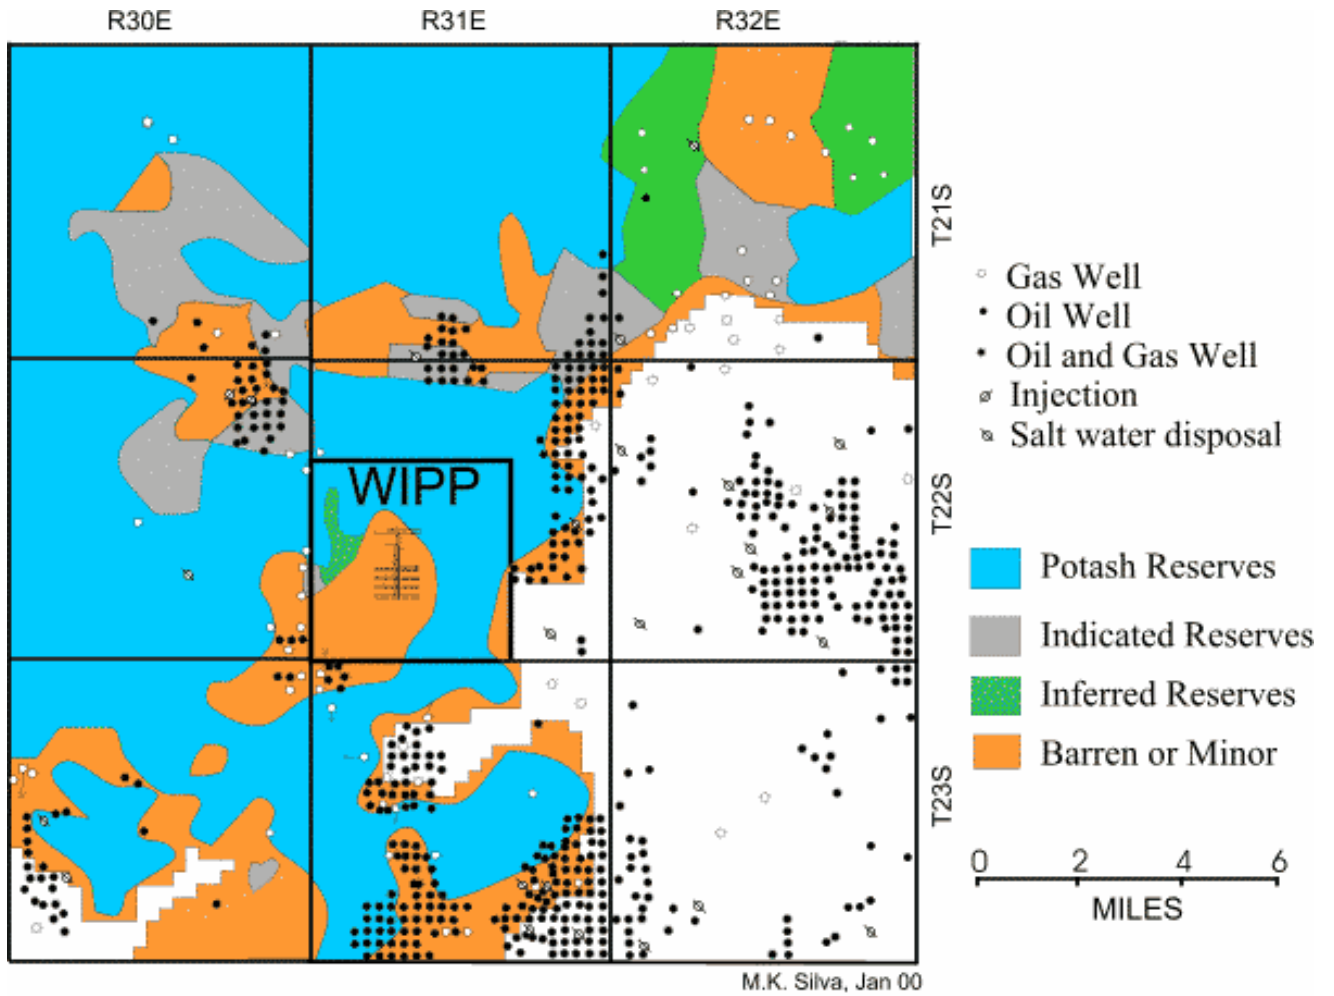 R30E R31E R32E
T21S
Gas Well
Oil Well
Oil and Gas Well
Injection
Salt water disposal
WIPP
T22S
Potash Reserves
Indicated Reserves
Inferred Reserves
Barren or Minor
T23S
0 2 4 6
MILES
M.K. Silva, Jan 00